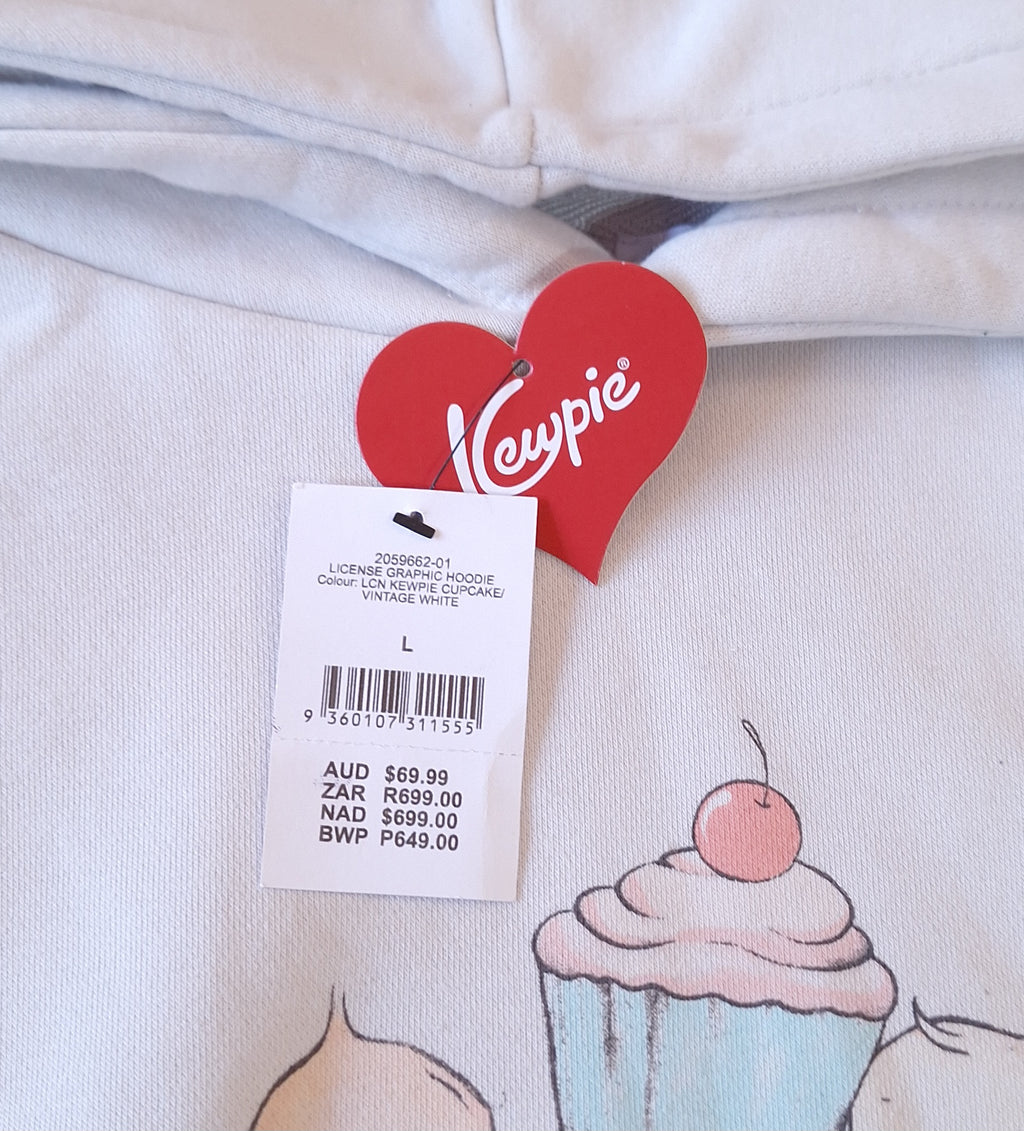 Kewpie®
2059662-01
LICENSE GRAPHIC HOODIE
Colour: LCN KEWPIE CUPCAKE/
VINTAGE WHITE
L
9 360107 311555
AUD $69.99
ZAR R699.00
NAD $699.00
BWP P649.00